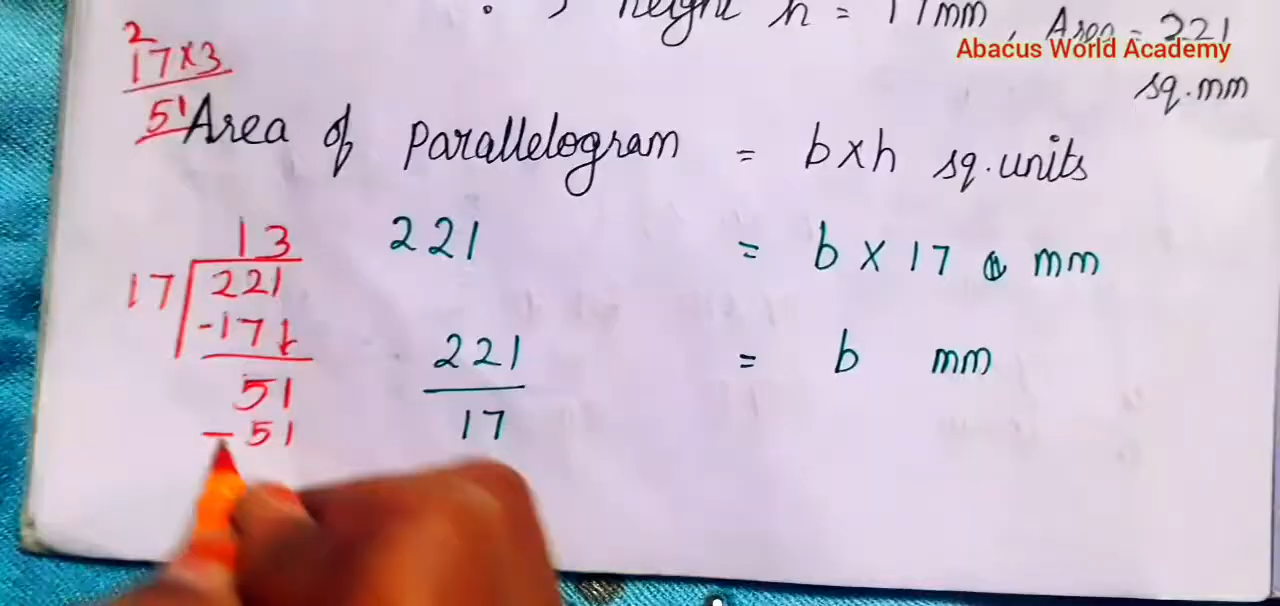 height h = 17mm, Area = 221
Abacus World Academy
sq.mm
2
17×3
51
Area of parallelogram = b×h sq.units
13
17 221
-171
51
-51
221 = b × 17 mm
221 = b mm
17